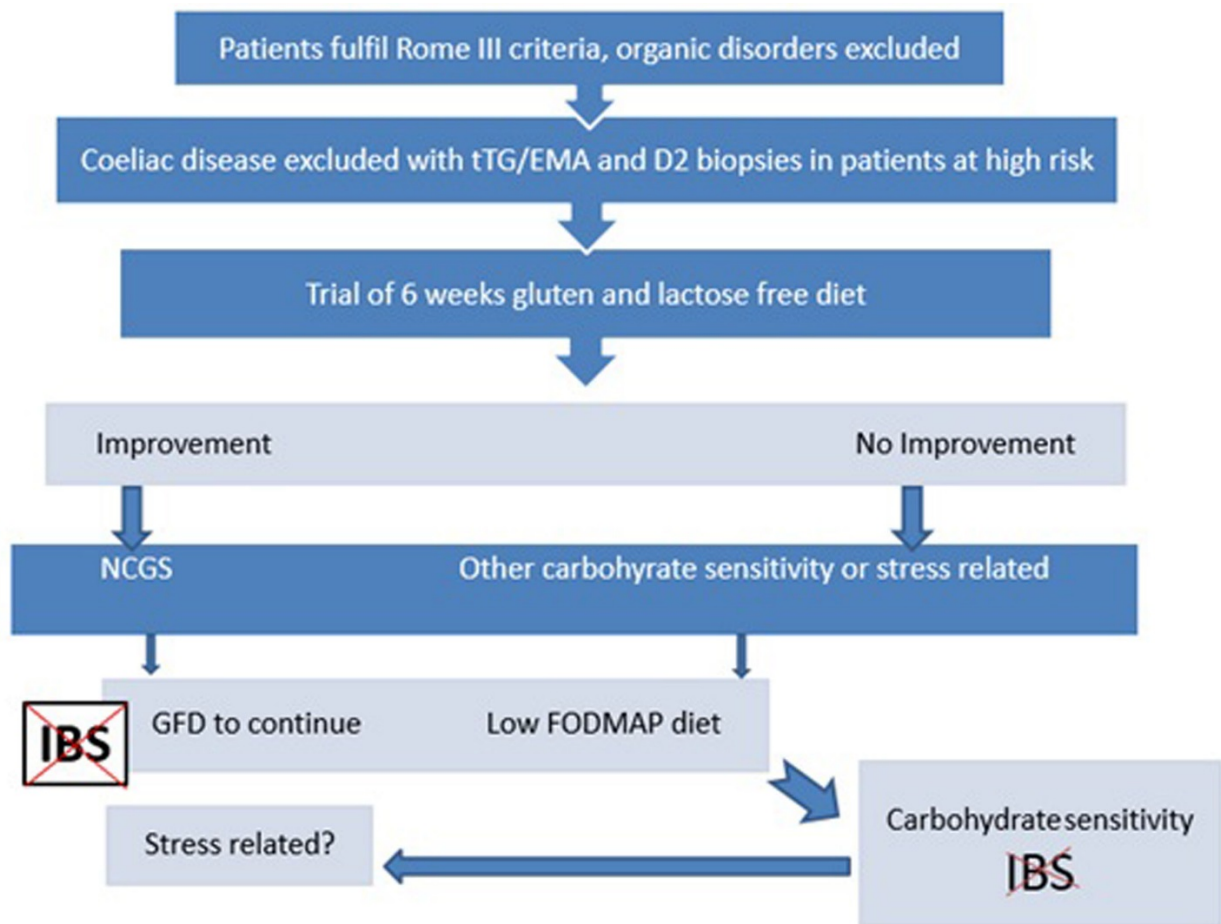 Patients fulfil Rome III criteria, organic disorders excluded
Coeliac disease excluded with tTG/EMA and D2 biopsies in patients at high risk
Trial of 6 weeks gluten and lactose free diet
Improvement
No Improvement
NCGS
Other carbohyrate sensitivity or stress related
IBS
GFD to continue
Low FODMAP diet
Carbohydrate sensitivity
IBS
Stress related?